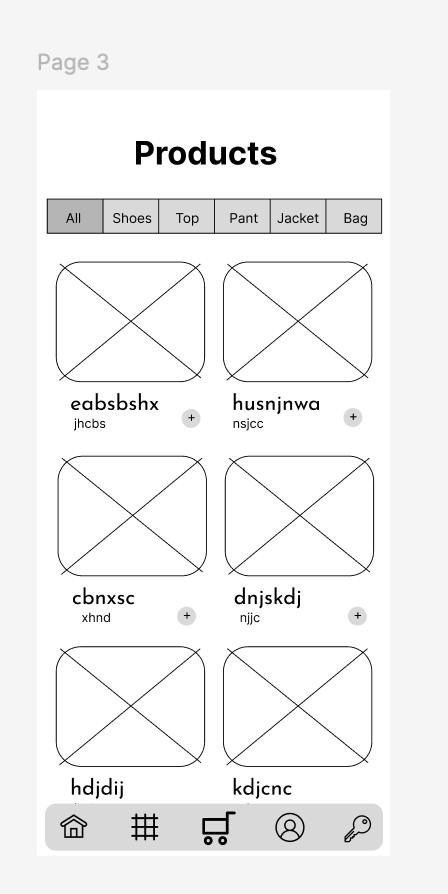 Page 3
Products
All Shoes Top Pant Jacket Bag
eabsbshx husnjnwa
jhcbs + nsjcc +
cbnxsc dnjskdj
xhnd + njjc +
hdjdij kdjcnc